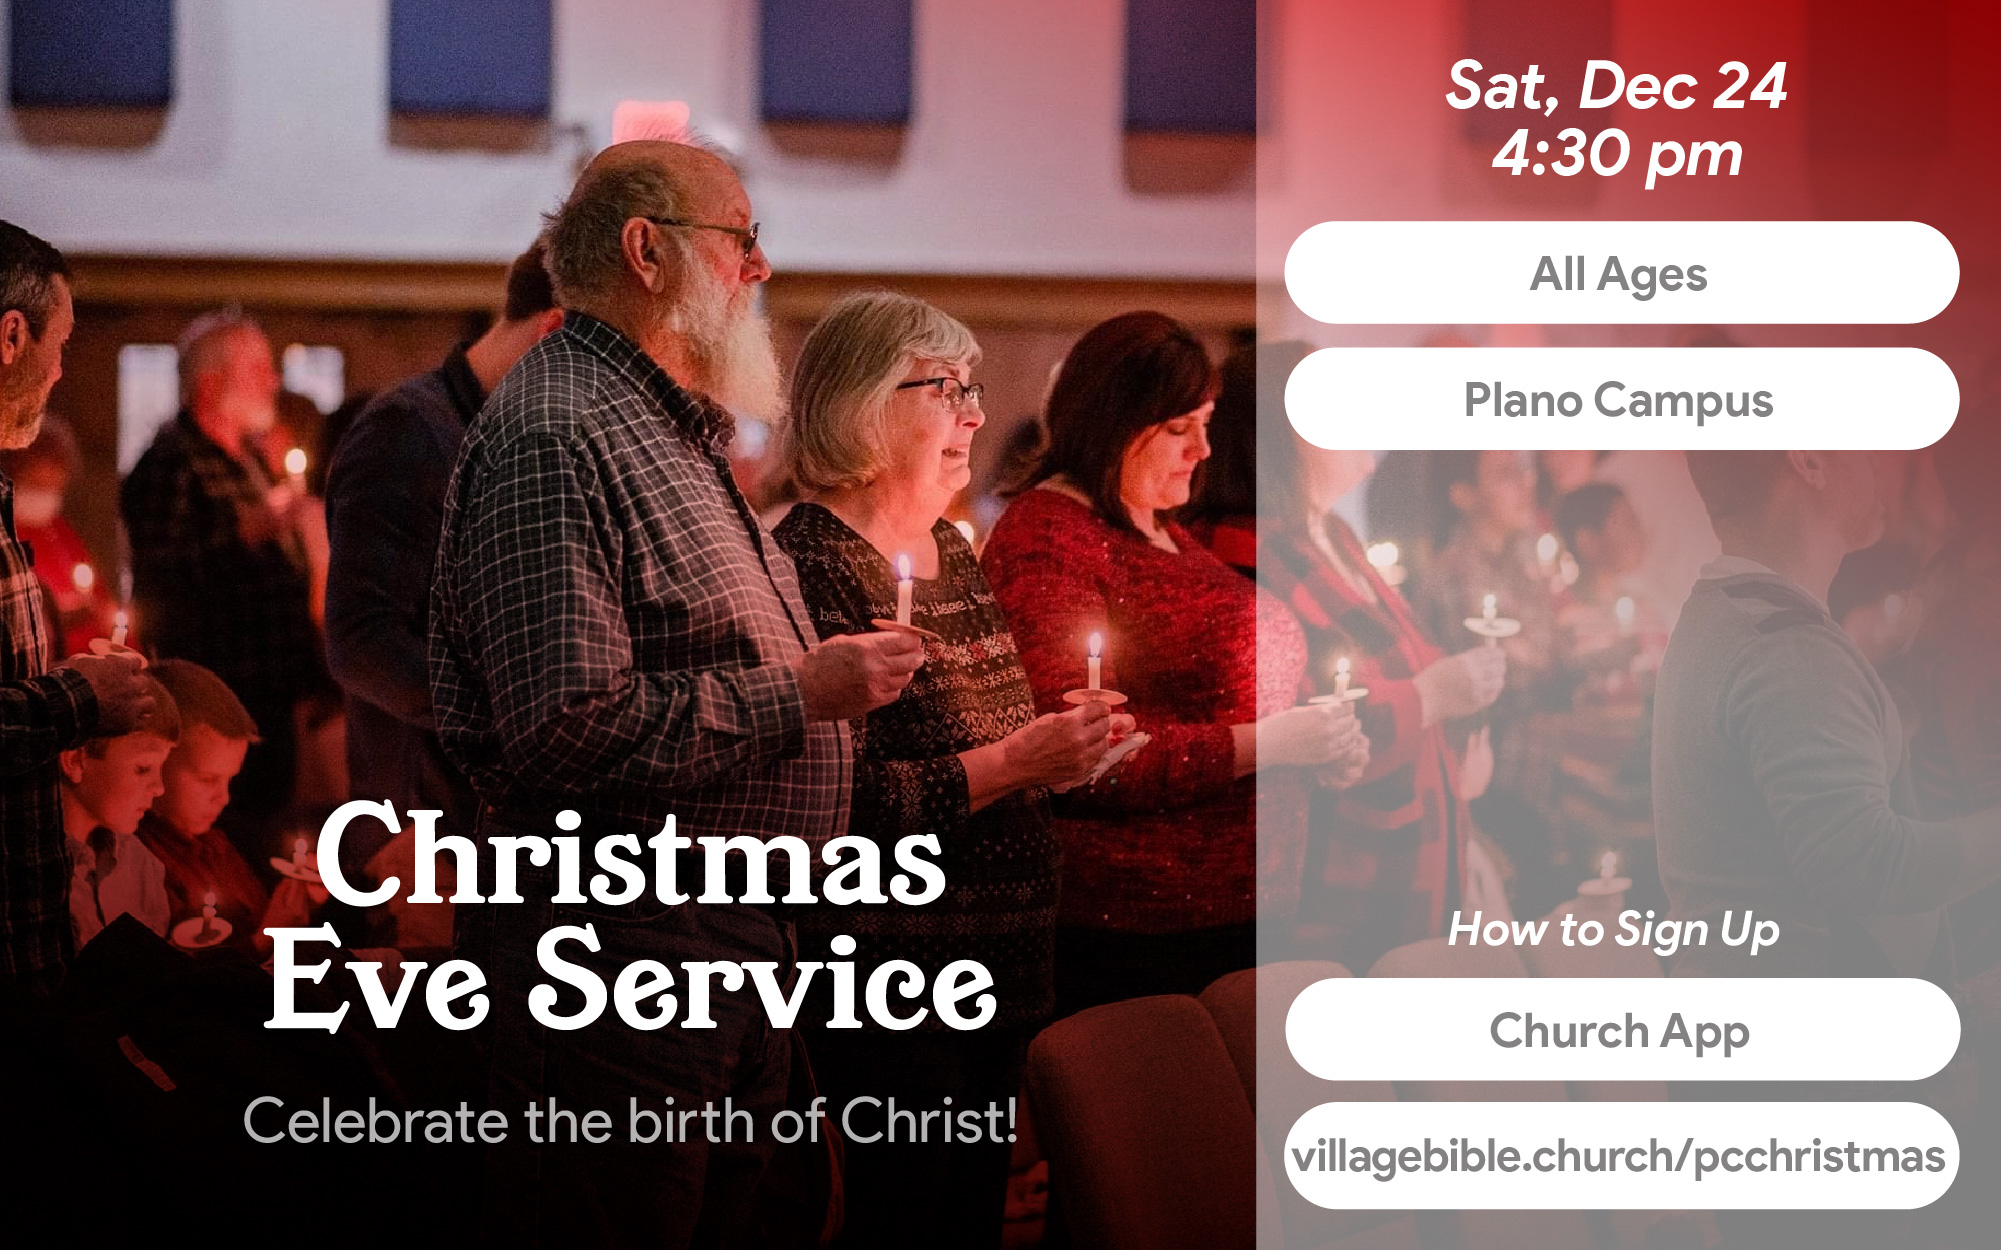 Sat, Dec 24
4:30 pm
All Ages
Plano Campus
Christmas
Eve Service
Celebrate the birth of Christ!
How to Sign Up
Church App
villagebible.church/pcchristmas